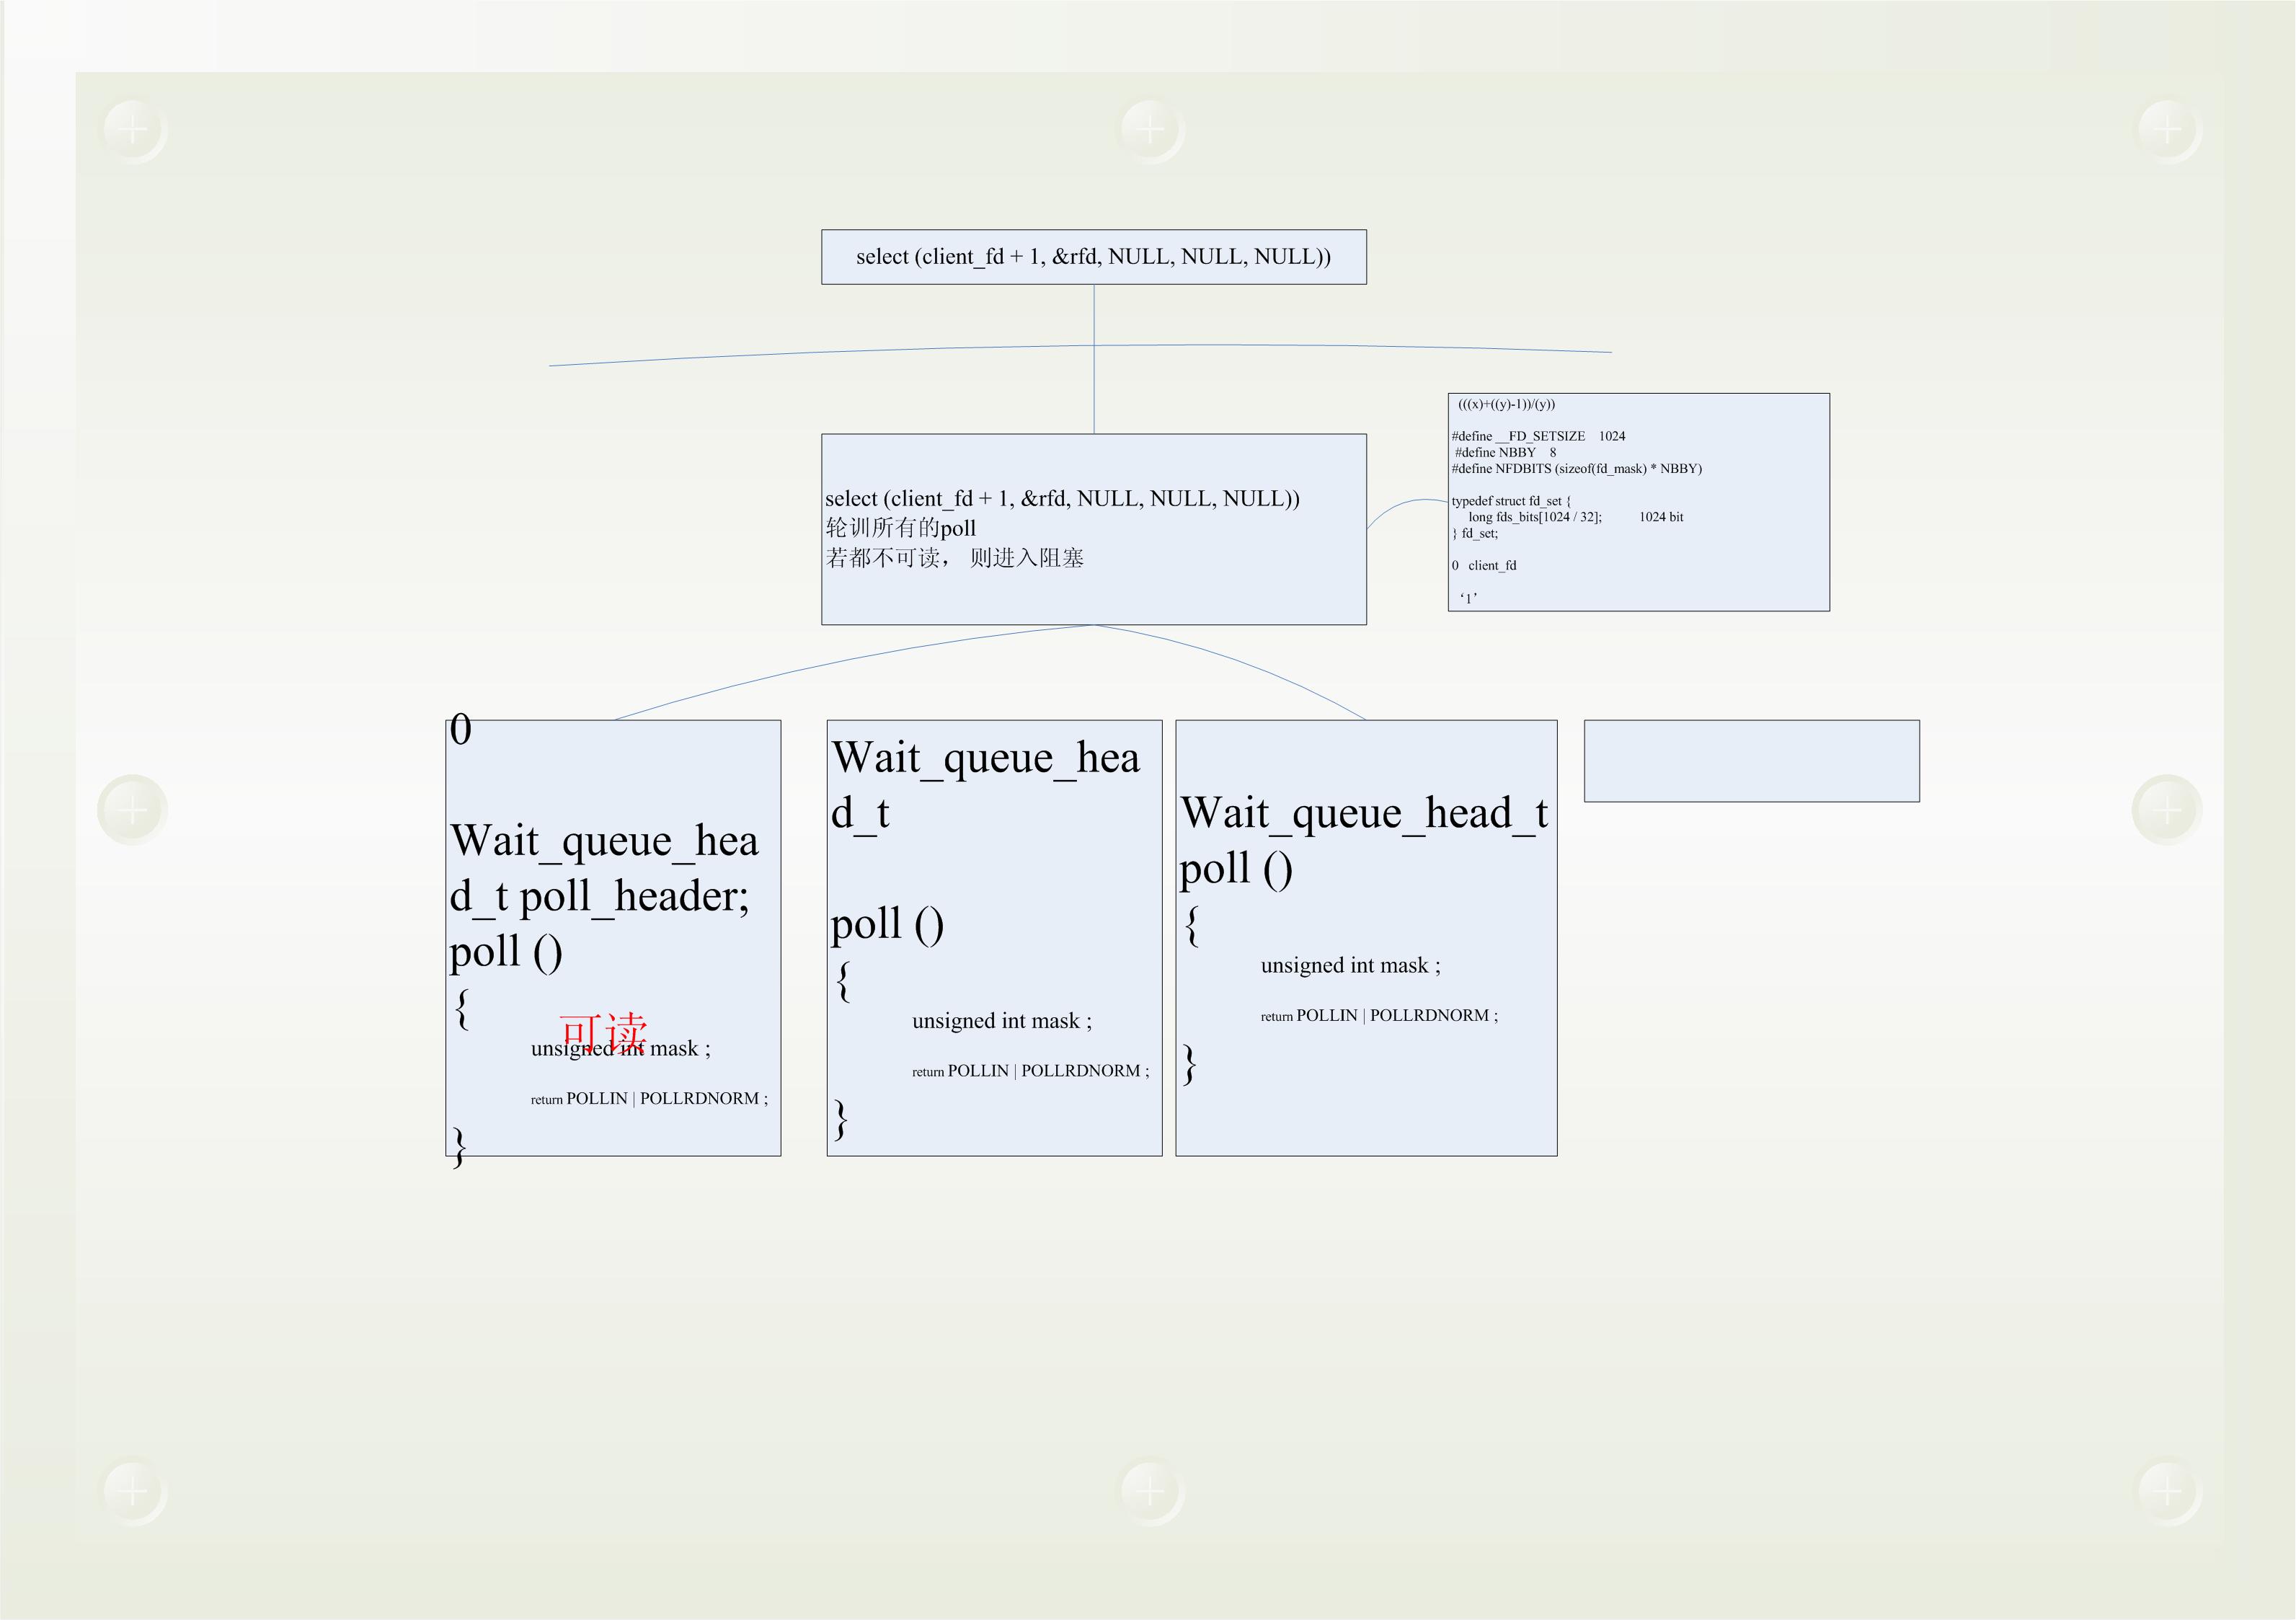 select (client_fd + 1, &rfd, NULL, NULL, NULL))
select (client_fd + 1, &rfd, NULL, NULL, NULL))
轮训所有的poll
若都不可读， 则进入阻塞
(((x)+((y)-1))/(y))
#define __FD_SETSIZE 1024
#define NBBY 8
#define NFDBITS (sizeof(fd_mask) * NBBY)
typedef struct fd_set {
long fds_bits[1024 / 32]; 1024 bit
} fd_set;
0 client_fd
‘1’
0
Wait_queue_hea
d_t poll_header;
poll ()
{
可读
unsigned int mask ;
return POLLIN | POLLRDNORM ;
}
Wait_queue_hea
d_t
poll ()
{
unsigned int mask ;
return POLLIN | POLLRDNORM ;
}
Wait_queue_head_t
poll ()
{
unsigned int mask ;
return POLLIN | POLLRDNORM ;
}